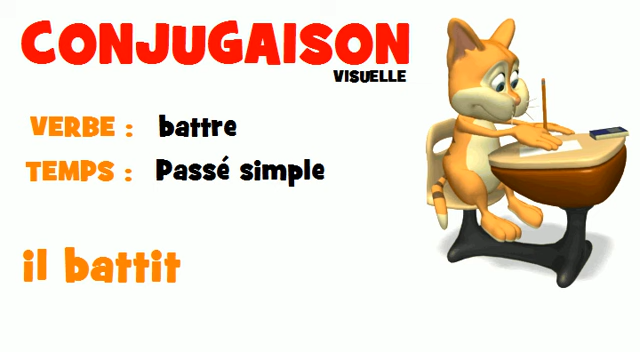 CONJUGAISON
VISUELLE
VERBE : battre
TEMPS : Passé simple
il battit